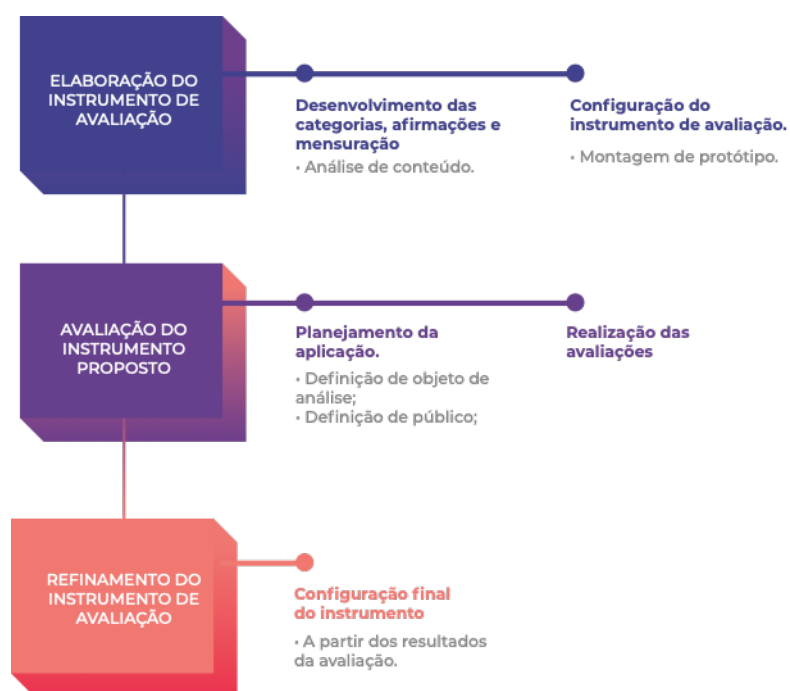 ELABORAÇÃO DO
INSTRUMENTO DE
AVALIAÇÃO
Desenvolvimento das
categorias, afirmações e
mensuração
• Análise de conteúdo.
Configuração do
instrumento de avaliação.
• Montagem de protótipo.
AVALIAÇÃO DO
INSTRUMENTO
PROPOSTO
Planejamento da
aplicação.
• Definição de objeto de
análise;
• Definição de público;
Realização das
avaliações
REFINAMENTO DO
INSTRUMENTO DE
AVALIAÇÃO
Configuração final
do instrumento
• A partir dos resultados
da avaliação.